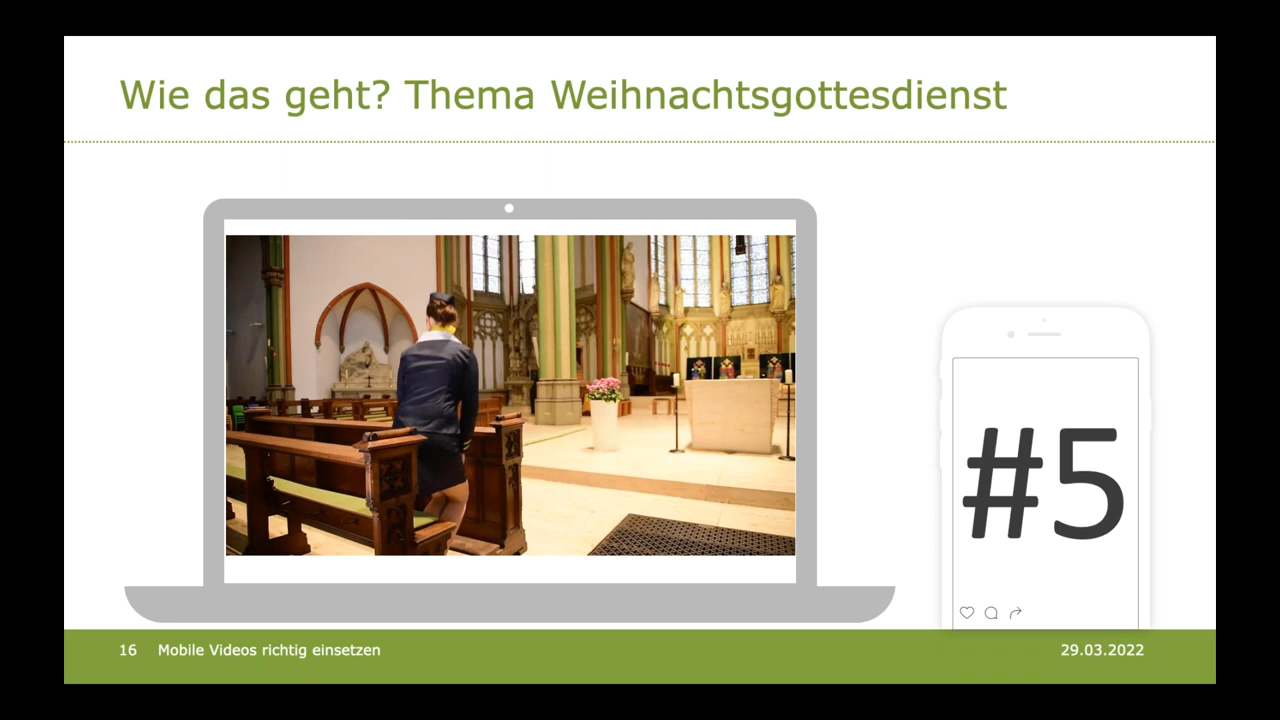 Wie das geht? Thema Weihnachtsgottesdienst
#5
16 Mobile Videos richtig einsetzen 29.03.2022